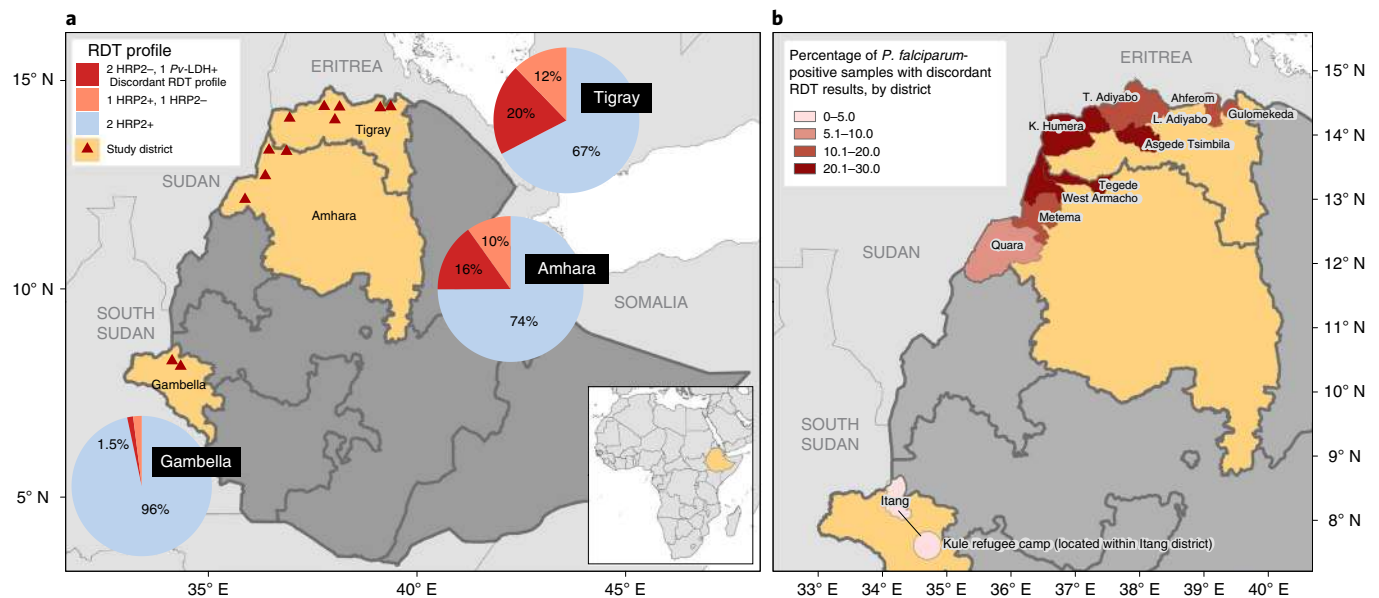 a
RDT profile
2 HRP2–, 1 Pv-LDH+
Discordant RDT profile
1 HRP2+, 1 HRP2–
2 HRP2+
Study district
15° N
10° N
5° N
35° E
40° E
45° E
ERITREA
SUDAN
SOUTH
SUDAN
SOMALIA
Tigray
Amhara
Gambella
12%
20%
67%
Tigray
10%
16%
74%
Amhara
1.5%
96%
Gambella
b
Percentage of P. falciparum-
positive samples with discordant
RDT results, by district
0–5.0
5.1–10.0
10.1–20.0
20.1–30.0
ERITREA
SUDAN
SOUTH
SUDAN
T. Adiyabo
Ahferom
Gulomekeda
L. Adiyabo
K. Humera
Asgede Tsimbila
Tegede
West Armacho
Metema
Quara
Itang
Kule refugee camp (located within Itang district)
15° N
14° N
13° N
12° N
11° N
10° N
9° N
8° N
33° E
34° E
35° E
36° E
37° E
38° E
39° E
40° E